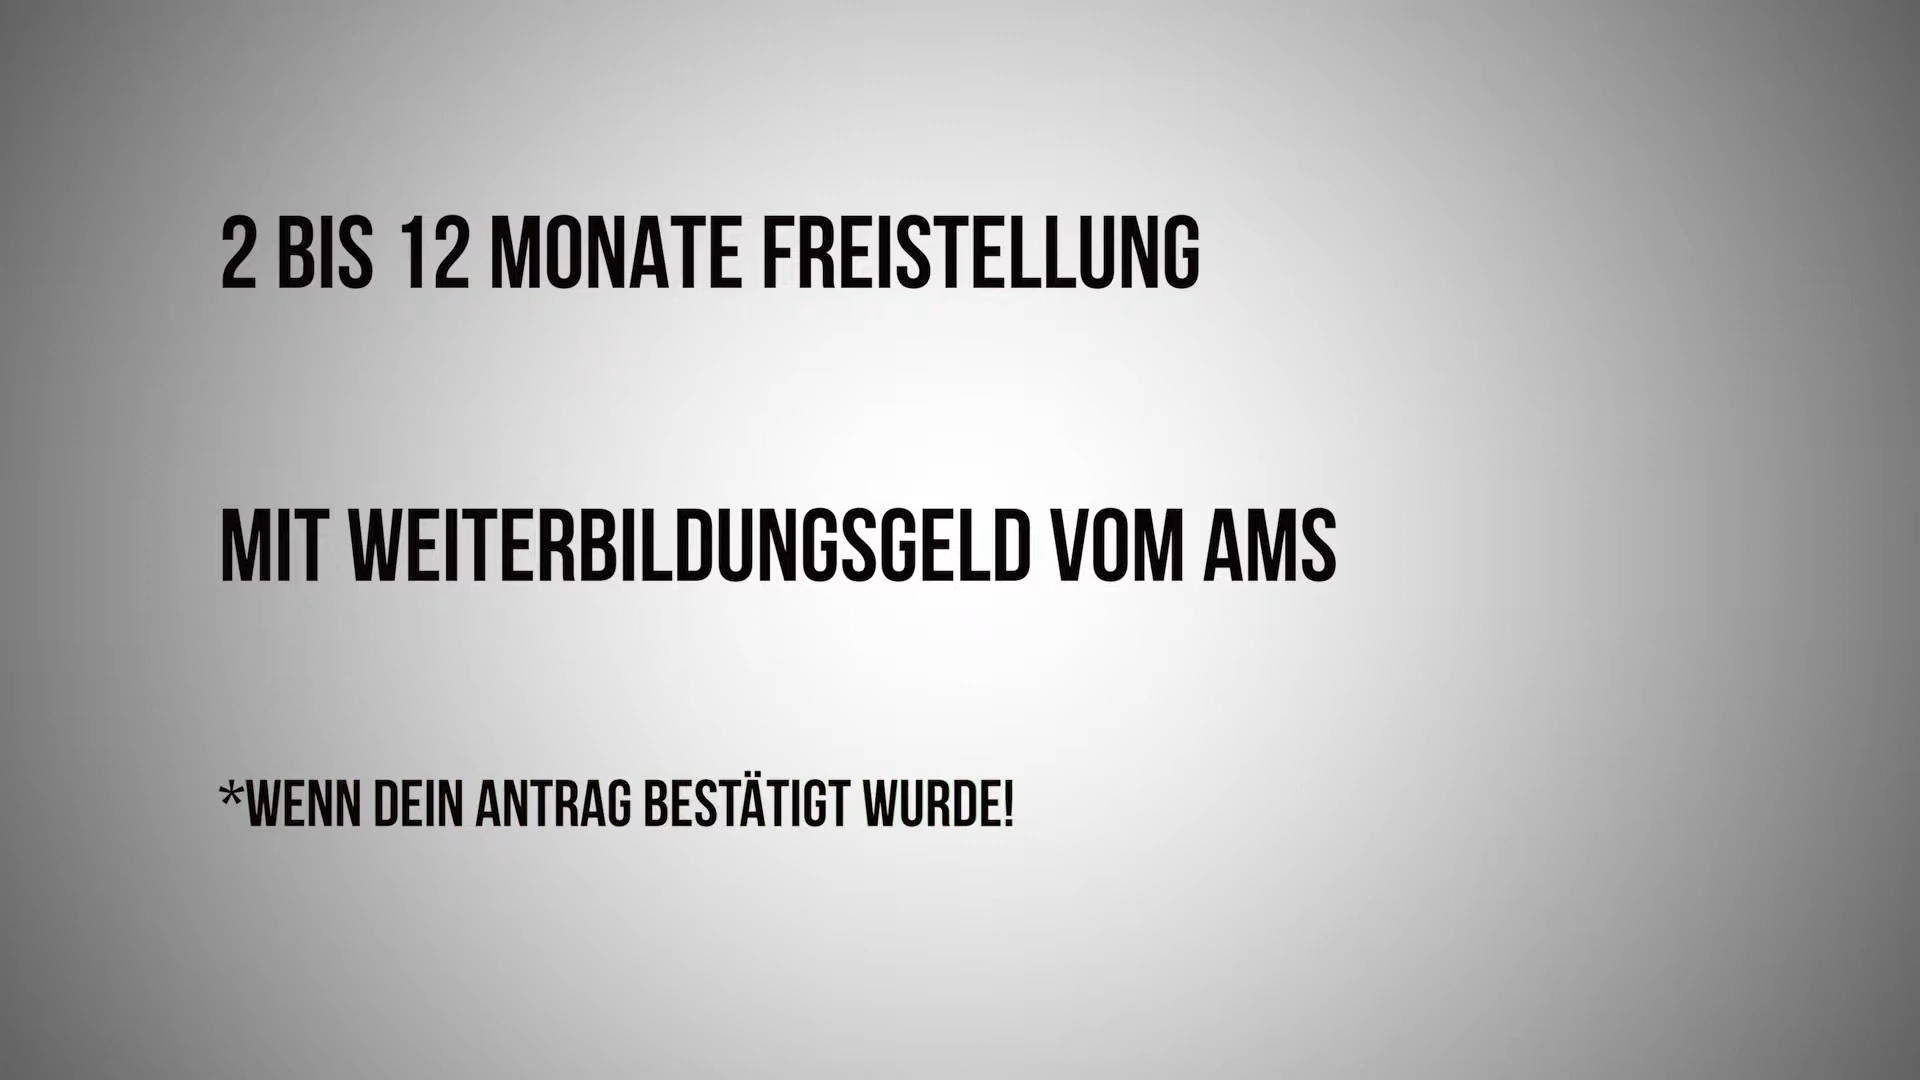 2 BIS 12 MONATE FREISTELLUNG
MIT WEITERBILDUNGSGELD VOM AMS
*WENN DEIN ANTRAG BESTÄTIGT WURDE!